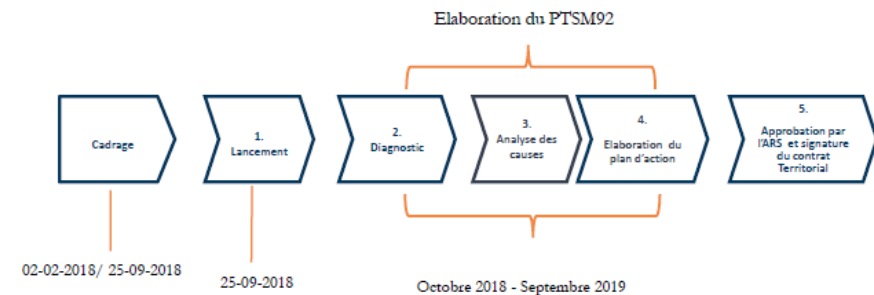 Elaboration du PTSM92
Cadrage
1.
Lancement
2.
Diagnostic
3.
Analyse des
causes
4.
Elaboration du
plan d'action
5.
Approbation par
l'ARS et signature
du contrat
Territorial
02-02-2018/ 25-09-2018
25-09-2018
Octobre 2018 - Septembre 2019